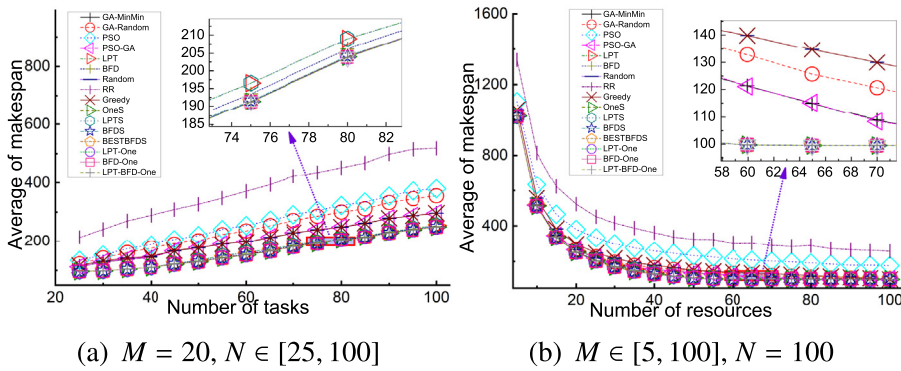 Average of makespan
800
600
400
200
20
40
60
80
100
Number of tasks
GA-MinMin
GA-Random
PSO
PSO-GA
LPT
BFD
Random
RR
Greedy
OneS
LPTS
BFDS
BESTBFDS
LPT-One
BFD-One
LPT-BFD-One
215
210
205
200
195
190
185
74
76
78
80
82
(a) M = 20, N ∈ [25, 100]
Average of makespan
1600
1200
800
400
20
40
60
80
100
Number of resources
GA-MinMin
GA-Random
PSO
PSO-GA
LPT
BFD
Random
RR
Greedy
OneS
LPTS
BFDS
BESTBFDS
LPT-One
BFD-One
LPT-BFD-One
140
130
120
110
100
58
60
62
64
66
68
70
(b) M ∈ [5, 100], N = 100